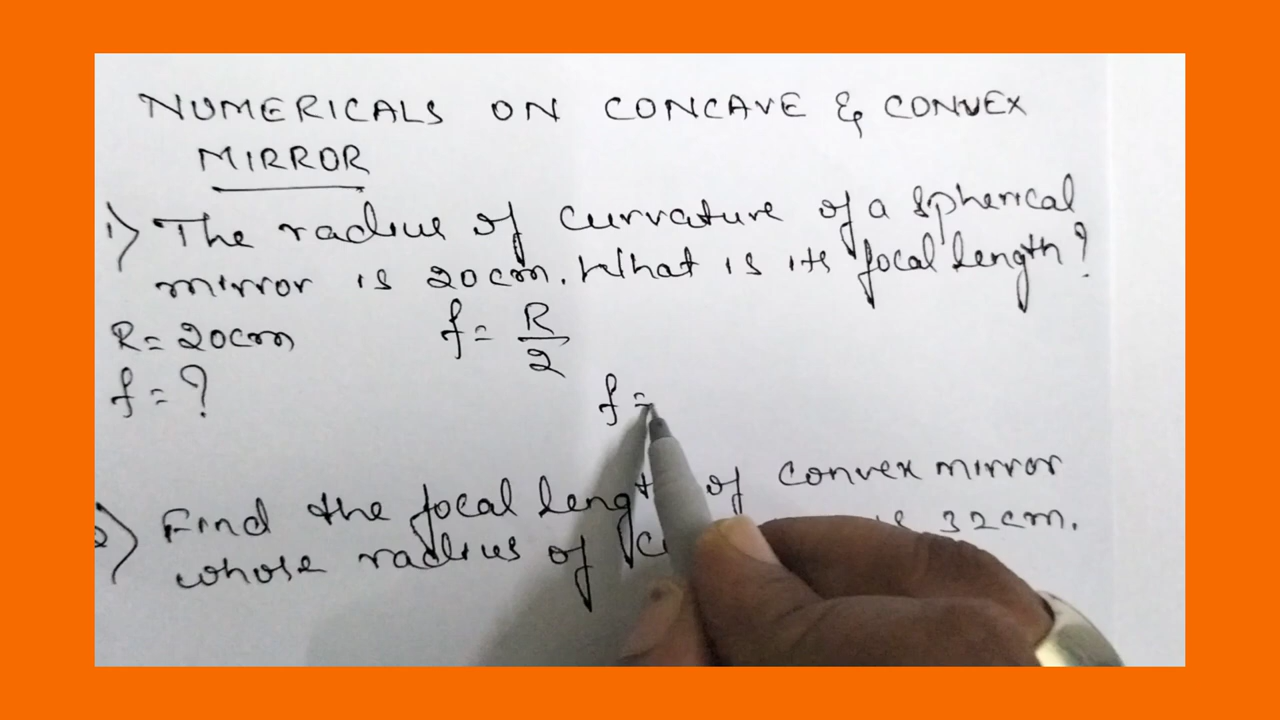 NUMERICALS ON CONCAVE & CONVEX
MIRROR
1) The radius of curvature of a spherical
mirror is 20cm. What is its focal length?
R = 20cm
f = R/2
f = ?
f =
2) Find the focal length of convex mirror
whose radius of is 32cm.